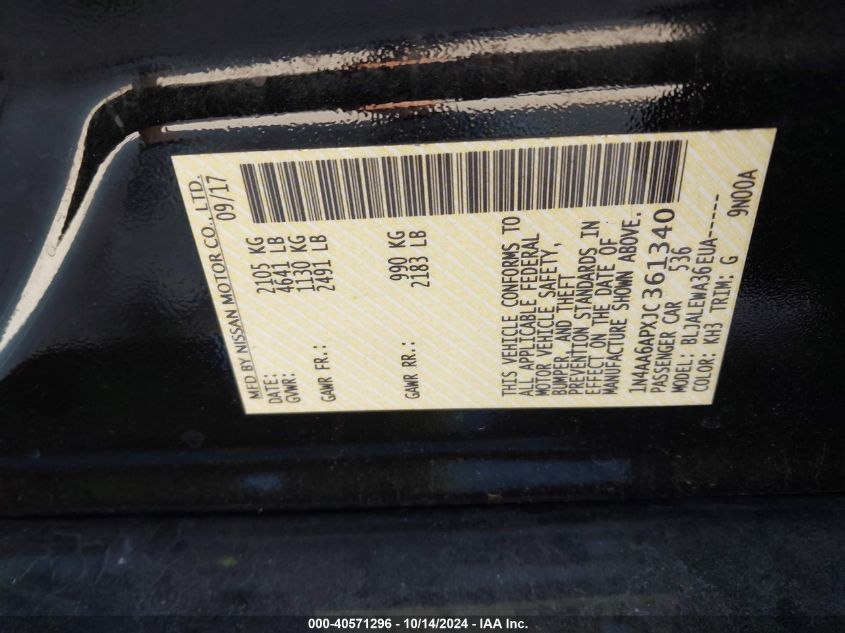 MFD BY NISSAN MOTOR CO., LTD.
DATE: 09/17
GVWR: 2105 KG
4641 LB
GAWR FR.: 1130 KG
2491 LB
GAWR RR.: 990 KG
2183 LB
THIS VEHICLE CONFORMS TO
ALL APPLICABLE FEDERAL
MOTOR VEHICLE SAFETY,
BUMPER, AND THEFT
PREVENTION STANDARDS IN
EFFECT ON THE DATE OF
MANUFACTURE SHOWN ABOVE.
1N4AA6APXJC361340
PASSENGER CAR 536
MODEL: BLJALEWA36EUA------
COLOR: KH3 TRIM: G 9N00A
000-40571296 - 10/14/2024 - IAA Inc.